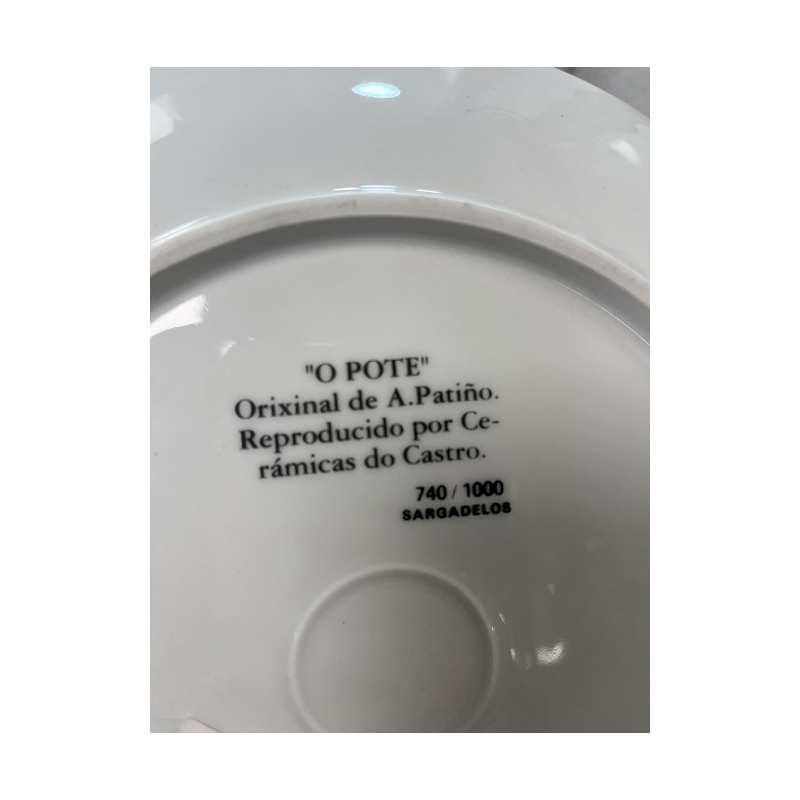 "O POTE"
Orixinal de A.Patiño.
Reproducido por Ce-
rámicas do Castro.
740 / 1000
SARGADELOS